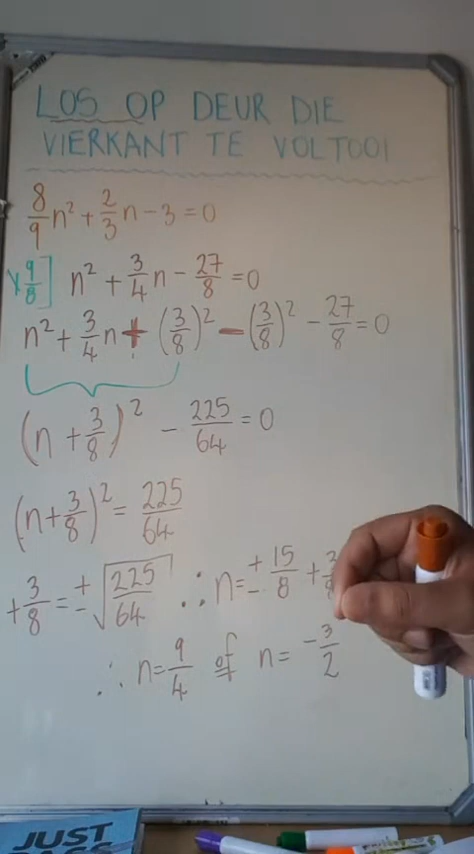 LOS OP DEUR DIE
VIERKANT TE VOLTOOI
8/9 n² + 2/3 n - 3 = 0
x 9/8] n² + 3/4 n - 27/8 = 0
n² + 3/4 n + (3/8)² - (3/8)² - 27/8 = 0
(n + 3/8)² - 225/64 = 0
(n + 3/8)² = 225/64
+ 3/8 = ± √225/64 ∴ n = ± 15/8 + 3/8
∴ n = 9/4 of n = -3/2
JUST